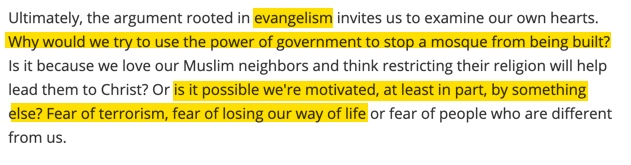 Ultimately, the argument rooted in evangelism invites us to examine our own hearts.
Why would we try to use the power of government to stop a mosque from being built?
Is it because we love our Muslim neighbors and think restricting their religion will help
lead them to Christ? Or is it possible we're motivated, at least in part, by something
else? Fear of terrorism, fear of losing our way of life or fear of people who are different
from us.